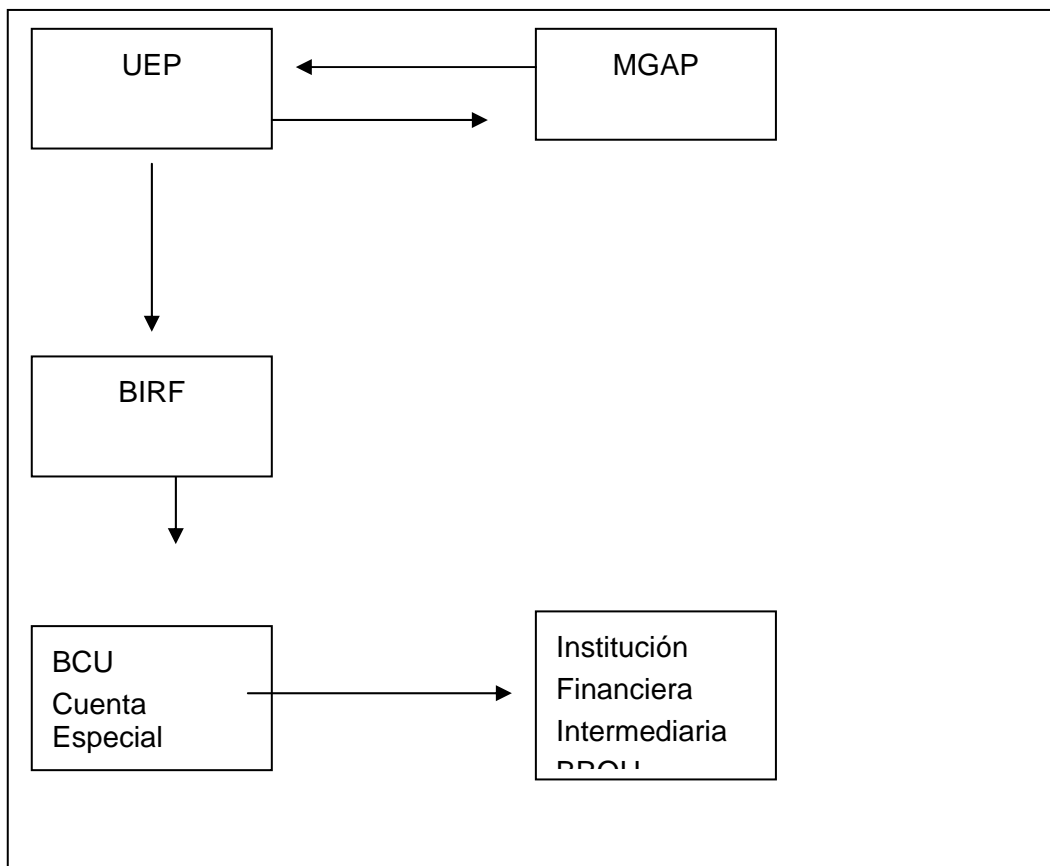 UEP
MGAP
BIRF
BCU
Cuenta
Especial
Institución
Financiera
Intermediaria